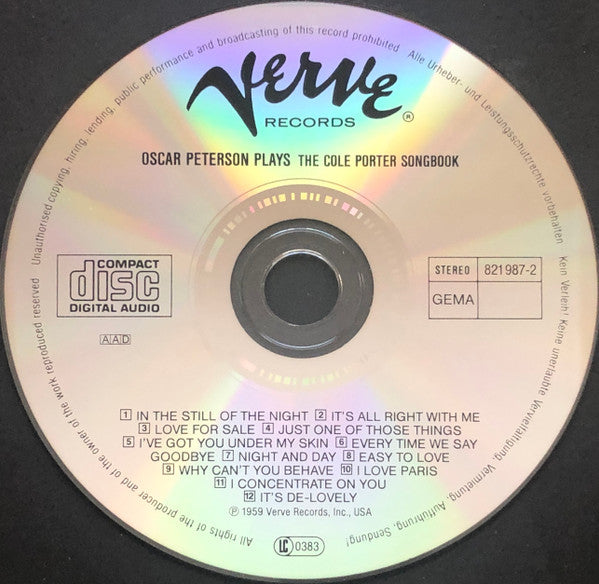 Verve
RECORDS ®
OSCAR PETERSON PLAYS THE COLE PORTER SONGBOOK
COMPACT
disc
DIGITAL AUDIO
AAD
STEREO 821 987-2
GEMA
1 IN THE STILL OF THE NIGHT 2 IT'S ALL RIGHT WITH ME
3 LOVE FOR SALE 4 JUST ONE OF THOSE THINGS
5 I'VE GOT YOU UNDER MY SKIN 6 EVERY TIME WE SAY
GOODBYE 7 NIGHT AND DAY 8 EASY TO LOVE
9 WHY CAN'T YOU BEHAVE 10 I LOVE PARIS
11 I CONCENTRATE ON YOU
12 IT'S DE-LOVELY
℗ 1959 Verve Records, Inc., USA
LC 0383
All rights of the producer and of the owner of the work reproduced reserved Unauthorised copying, hiring, lending, public performance and broadcasting of this record prohibited Alle Urheber- und Leistungsschutzrechte vorbehalten Kein Verleih! Keine unerlaubte Vervielfältigung, Vermietung, Aufführung, Sendung!